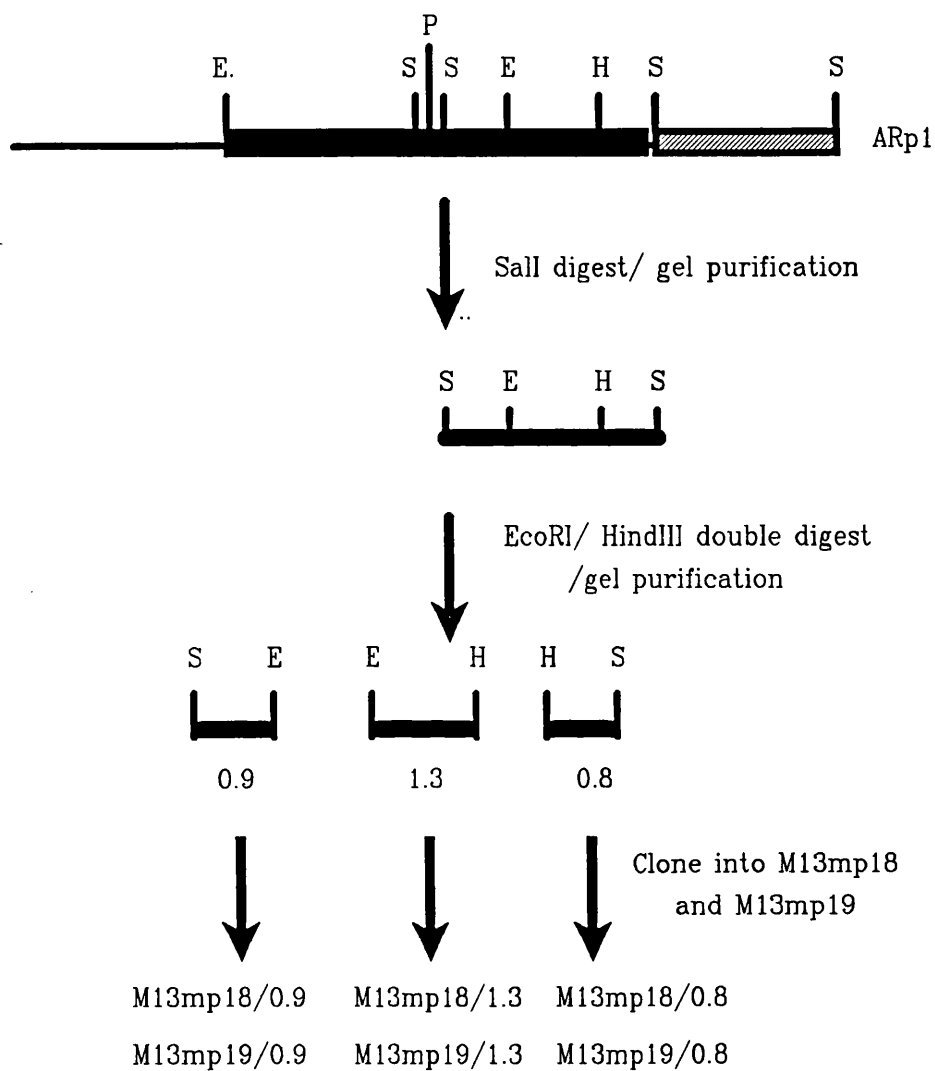 P
E. S S E H S S
ARp1
SalI digest/ gel purification
S E H S
EcoRI/ HindIII double digest
/gel purification
S E E H H S
0.9 1.3 0.8
Clone into M13mp18
and M13mp19
M13mp18/0.9 M13mp18/1.3 M13mp18/0.8
M13mp19/0.9 M13mp19/1.3 M13mp19/0.8